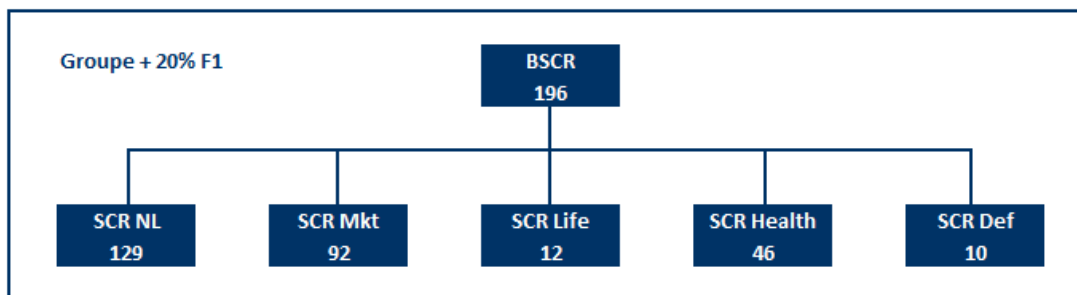 Groupe + 20% F1
BSCR
196
SCR NL
129
SCR Mkt
92
SCR Life
12
SCR Health
46
SCR Def
10